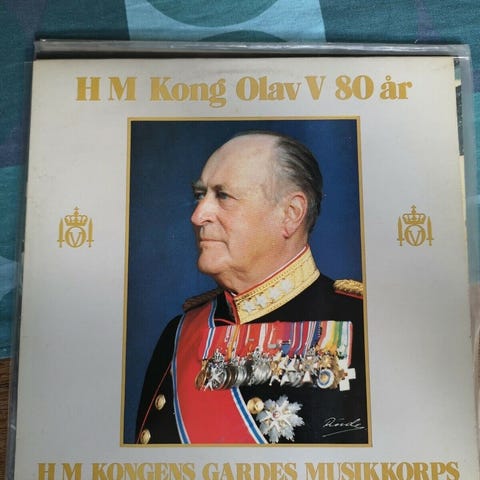 H M Kong Olav V 80 år
H M KONGENS GARDES MUSIKKORPS